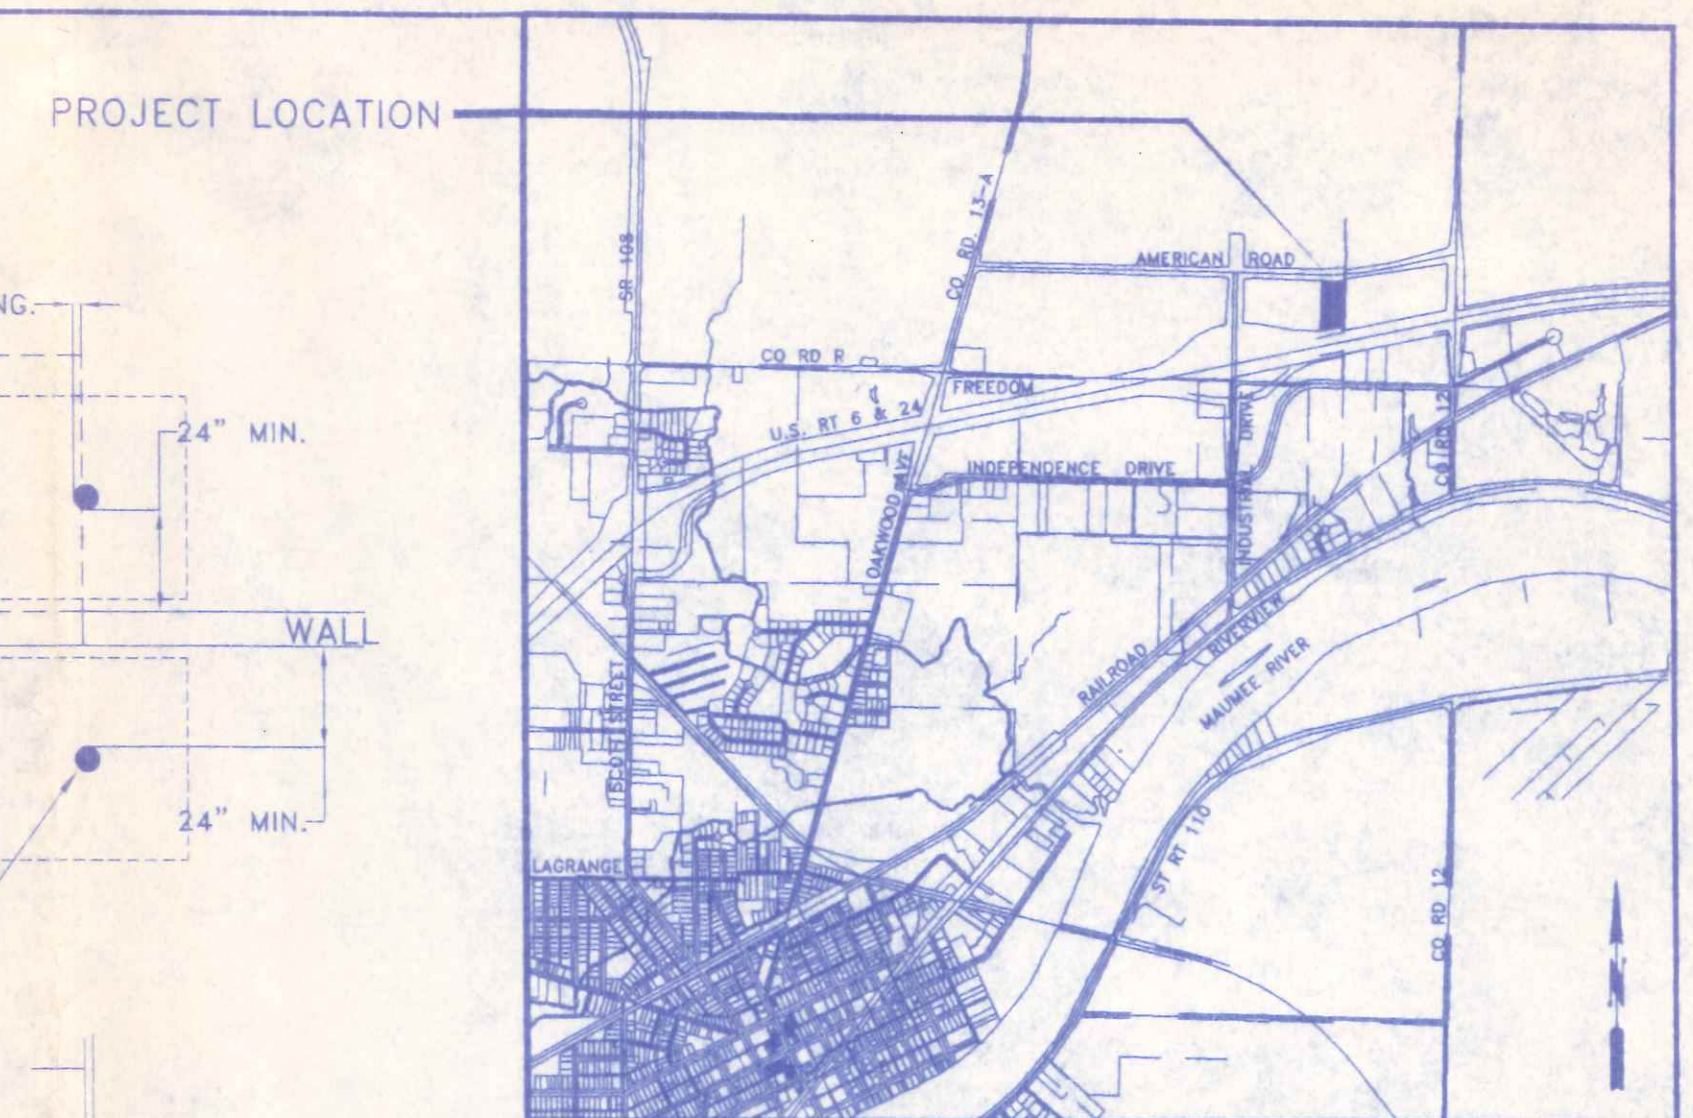 PROJECT LOCATION
NG.
24" MIN.
WALL
24" MIN.
SR 108
CO. RD. 13-A
AMERICAN ROAD
CO RD R
FREEDOM
U.S. RT 6 & 24
INDUSTRIAL DRIVE
CO RD 12
INDEPENDENCE DRIVE
OAKWOOD AVE
RAILROAD
RIVERVIEW
MAUMEE RIVER
SCOTT STREET
ST RT 110
LAGRANGE
CO RD 12
N